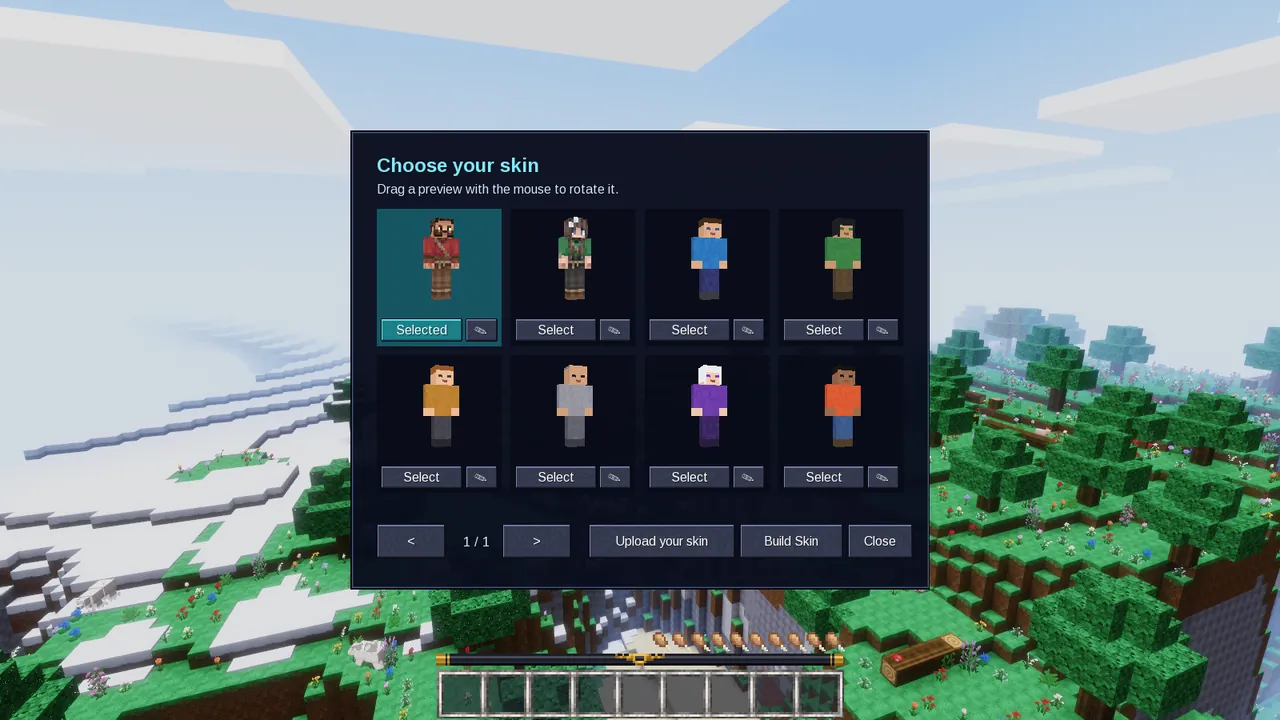 Choose your skin
Drag a preview with the mouse to rotate it.
Selected
Select
Select
Select
Select
Select
Select
Select
<
1 / 1
>
Upload your skin
Build Skin
Close